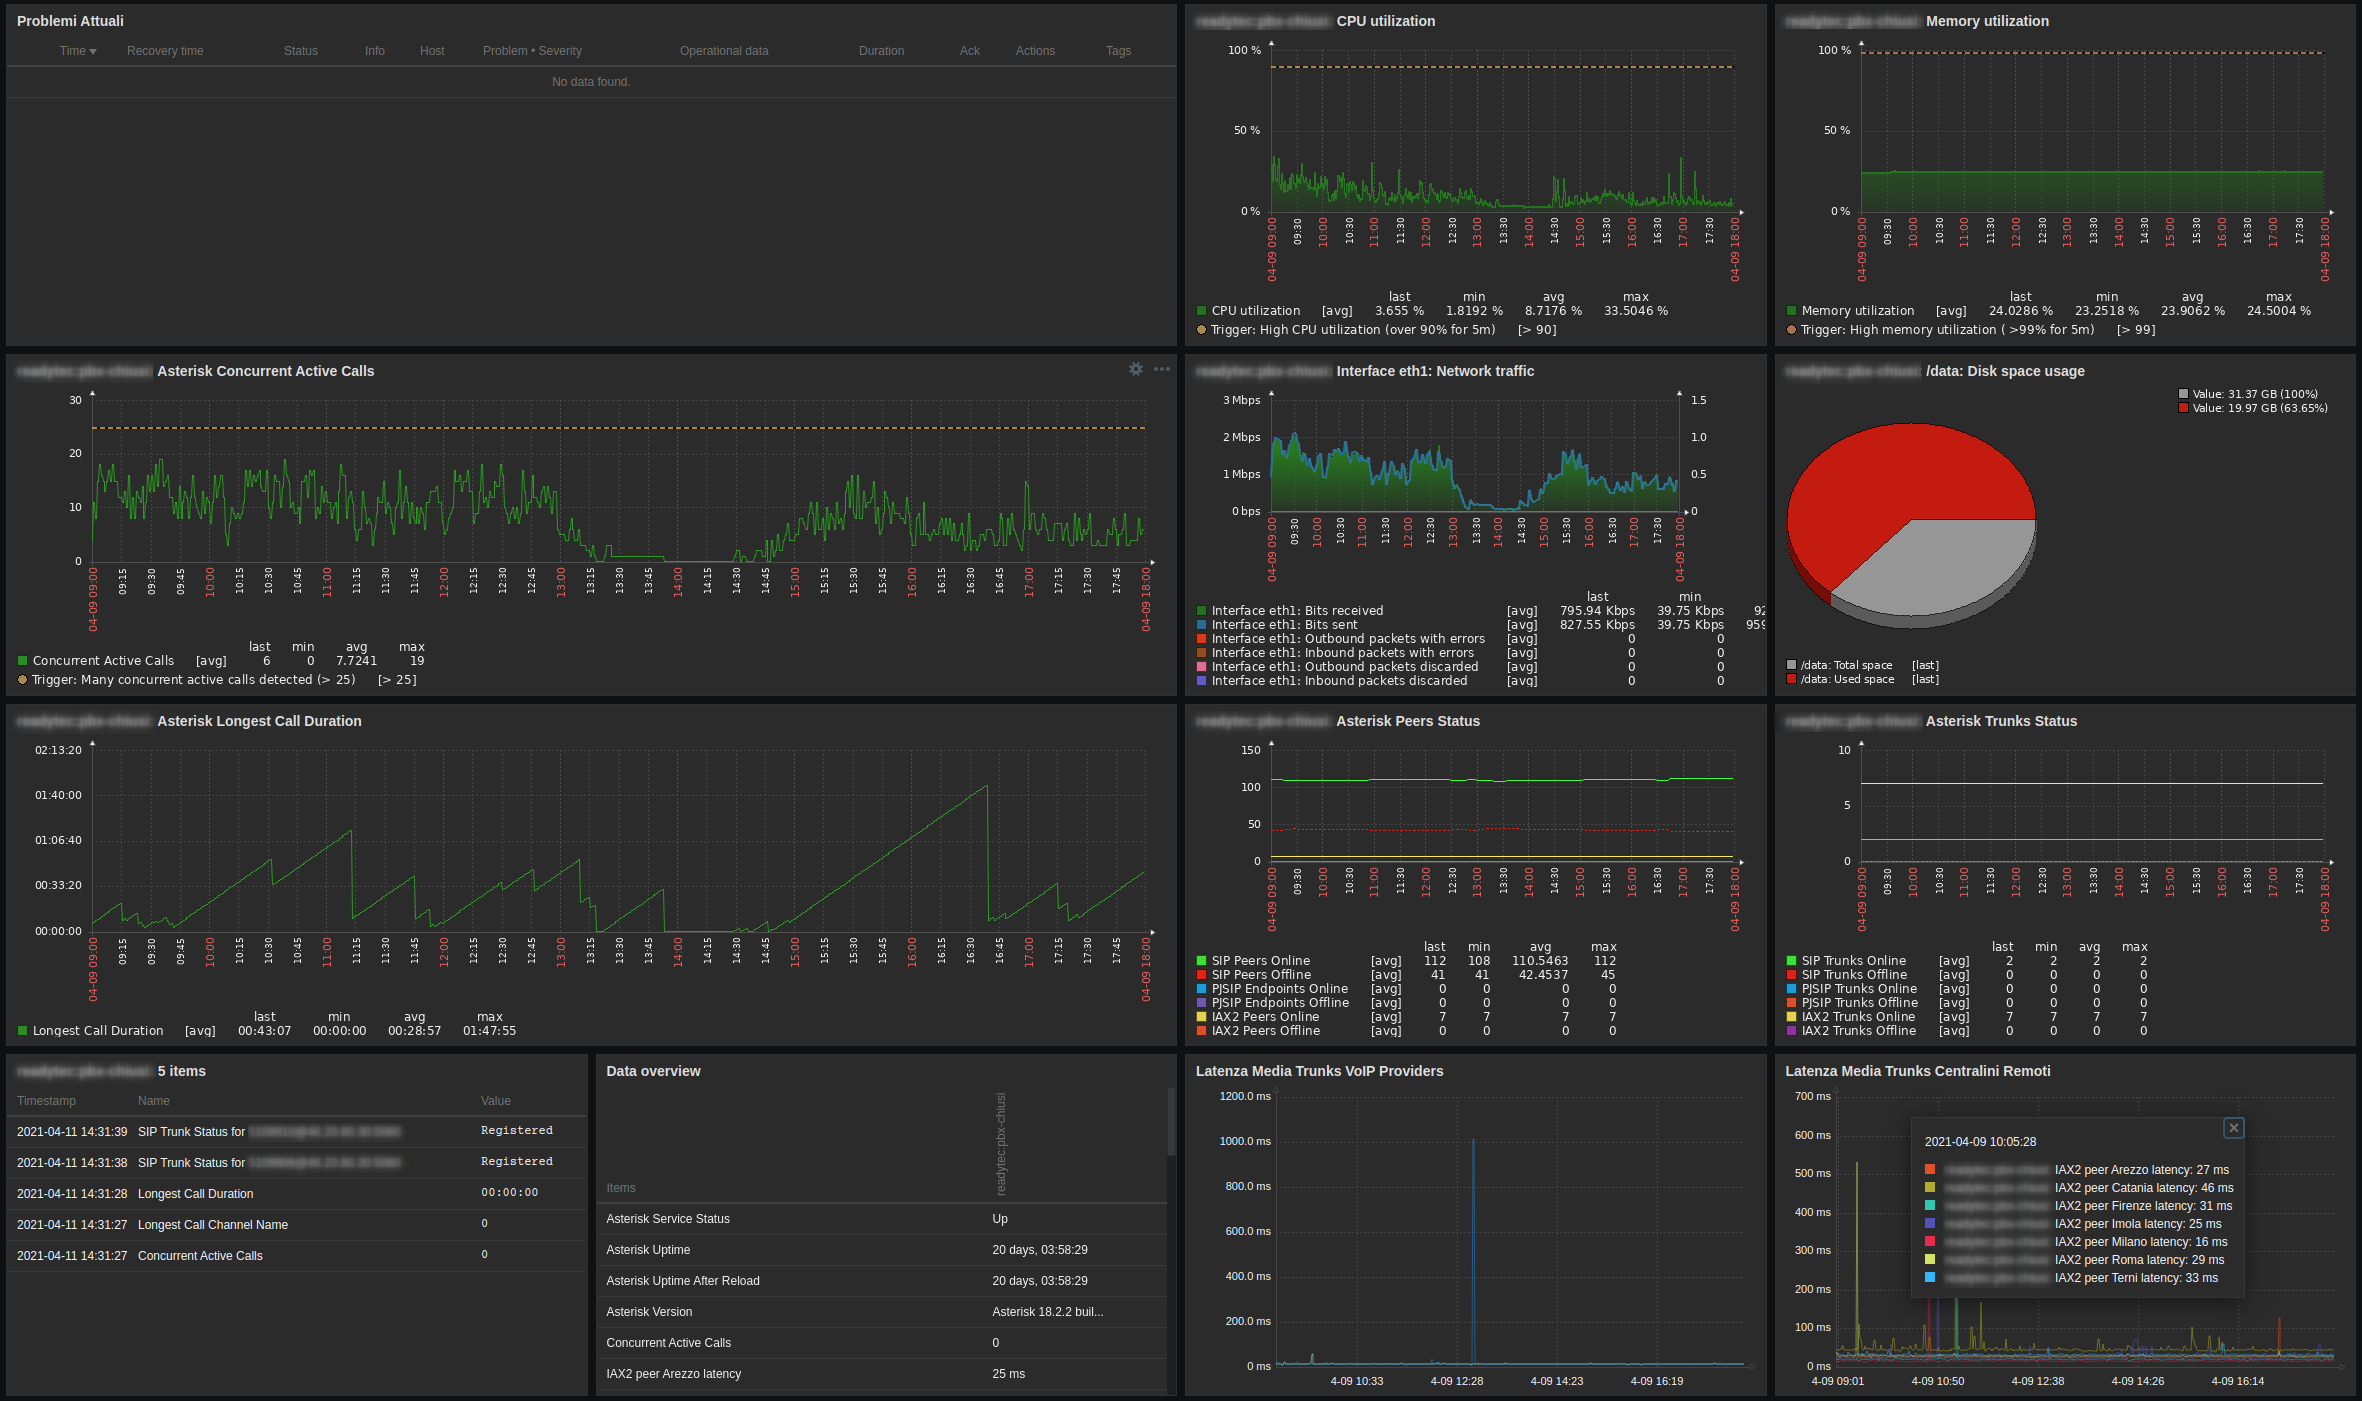 Problemi Attuali
Time Recovery time Status Info Host Problem • Severity Operational data Duration Ack Actions Tags
No data found.
CPU utilization
100 %
50 %
0 %
04-09 09:00 09:30 10:00 10:30 11:00 11:30 12:00 12:30 13:00 13:30 14:00 14:30 15:00 15:30 16:00 16:30 17:00 17:30 04-09 18:00
last min avg max
CPU utilization [avg] 3.655 % 1.8192 % 8.7176 % 33.5046 %
Trigger: High CPU utilization (over 90% for 5m) [> 90]
Memory utilization
100 %
50 %
0 %
04-09 09:00 09:30 10:00 10:30 11:00 11:30 12:00 12:30 13:00 13:30 14:00 14:30 15:00 15:30 16:00 16:30 17:00 17:30 04-09 18:00
last min avg max
Memory utilization [avg] 24.0286 % 23.2518 % 23.9062 % 24.5004 %
Trigger: High memory utilization ( >99% for 5m) [> 99]
Asterisk Concurrent Active Calls
30
20
10
0
04-09 09:00 09:15 09:30 09:45 10:00 10:15 10:30 10:45 11:00 11:15 11:30 11:45 12:00 12:15 12:30 12:45 13:00 13:15 13:30 13:45 14:00 14:15 14:30 14:45 15:00 15:15 15:30 15:45 16:00 16:15 16:30 16:45 17:00 17:15 17:30 17:45 04-09 18:00
last min avg max
Concurrent Active Calls [avg] 6 0 7.7241 19
Trigger: Many concurrent active calls detected (> 25) [> 25]
Interface eth1: Network traffic
3 Mbps 1.5
2 Mbps 1.0
1 Mbps 0.5
0 bps 0
04-09 09:00 09:30 10:00 10:30 11:00 11:30 12:00 12:30 13:00 13:30 14:00 14:30 15:00 15:30 16:00 16:30 17:00 17:30 04-09 18:00
last min
Interface eth1: Bits received [avg] 795.94 Kbps 39.75 Kbps 92
Interface eth1: Bits sent [avg] 827.55 Kbps 39.75 Kbps 959
Interface eth1: Outbound packets with errors [avg] 0 0
Interface eth1: Inbound packets with errors [avg] 0 0
Interface eth1: Outbound packets discarded [avg] 0 0
Interface eth1: Inbound packets discarded [avg] 0 0
/data: Disk space usage
Value: 31.37 GB (100%)
Value: 19.97 GB (63.65%)
/data: Total space [last]
/data: Used space [last]
Asterisk Longest Call Duration
02:13:20
01:40:00
01:06:40
00:33:20
00:00:00
04-09 09:00 09:15 09:30 09:45 10:00 10:15 10:30 10:45 11:00 11:15 11:30 11:45 12:00 12:15 12:30 12:45 13:00 13:15 13:30 13:45 14:00 14:15 14:30 14:45 15:00 15:15 15:30 15:45 16:00 16:15 16:30 16:45 17:00 17:15 17:30 17:45 04-09 18:00
last min avg max
Longest Call Duration [avg] 00:43:07 00:00:00 00:28:57 01:47:55
Asterisk Peers Status
150
100
50
0
04-09 09:00 09:30 10:00 10:30 11:00 11:30 12:00 12:30 13:00 13:30 14:00 14:30 15:00 15:30 16:00 16:30 17:00 17:30 04-09 18:00
last min avg max
SIP Peers Online [avg] 112 108 110.5463 112
SIP Peers Offline [avg] 41 41 42.4537 45
PJSIP Endpoints Online [avg] 0 0 0 0
PJSIP Endpoints Offline [avg] 0 0 0 0
IAX2 Peers Online [avg] 7 7 7 7
IAX2 Peers Offline [avg] 0 0 0 0
Asterisk Trunks Status
10
5
0
04-09 09:00 09:30 10:00 10:30 11:00 11:30 12:00 12:30 13:00 13:30 14:00 14:30 15:00 15:30 16:00 16:30 17:00 17:30 04-09 18:00
last min avg max
SIP Trunks Online [avg] 2 2 2 2
SIP Trunks Offline [avg] 0 0 0 0
PJSIP Trunks Online [avg] 0 0 0 0
PJSIP Trunks Offline [avg] 0 0 0 0
IAX2 Trunks Online [avg] 7 7 7 7
IAX2 Trunks Offline [avg] 0 0 0 0
5 items
Timestamp Name Value
2021-04-11 14:31:39 SIP Trunk Status for Registered
2021-04-11 14:31:38 SIP Trunk Status for Registered
2021-04-11 14:31:28 Longest Call Duration 00:00:00
2021-04-11 14:31:27 Longest Call Channel Name 0
2021-04-11 14:31:27 Concurrent Active Calls 0
Data overview
Items readytec:pbx-chiusi
Asterisk Service Status Up
Asterisk Uptime 20 days, 03:58:29
Asterisk Uptime After Reload 20 days, 03:58:29
Asterisk Version Asterisk 18.2.2 buil...
Concurrent Active Calls 0
IAX2 peer Arezzo latency 25 ms
Latenza Media Trunks VoIP Providers
1200.0 ms
1000.0 ms
800.0 ms
600.0 ms
400.0 ms
200.0 ms
0 ms
4-09 10:33 4-09 12:28 4-09 14:23 4-09 16:19
Latenza Media Trunks Centralini Remoti
700 ms
600 ms
500 ms
400 ms
300 ms
200 ms
100 ms
0 ms
4-09 09:01 4-09 10:50 4-09 12:38 4-09 14:26 4-09 16:14
2021-04-09 10:05:28
IAX2 peer Arezzo latency: 27 ms
IAX2 peer Catania latency: 46 ms
IAX2 peer Firenze latency: 31 ms
IAX2 peer Imola latency: 25 ms
IAX2 peer Milano latency: 16 ms
IAX2 peer Roma latency: 29 ms
IAX2 peer Terni latency: 33 ms